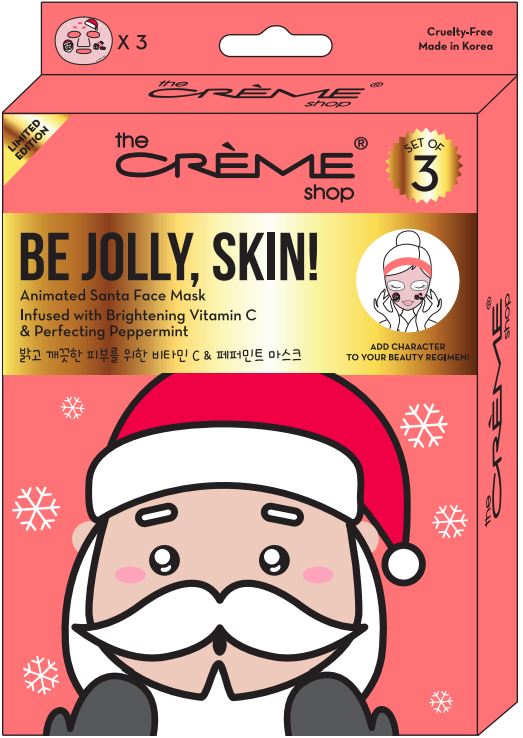 X 3
Cruelty-Free
Made in Korea
the
CRÈME®
shop
LIMITED
EDITION
the
CRÈME®
shop
SET OF
3
BE JOLLY, SKIN!
Animated Santa Face Mask
Infused with Brightening Vitamin C
& Perfecting Peppermint
밝고 깨끗한 피부를 위한 비타민 C & 페퍼민트 마스크
ADD CHARACTER
TO YOUR BEAUTY REGIMEN!
the
CRÈME®
shop